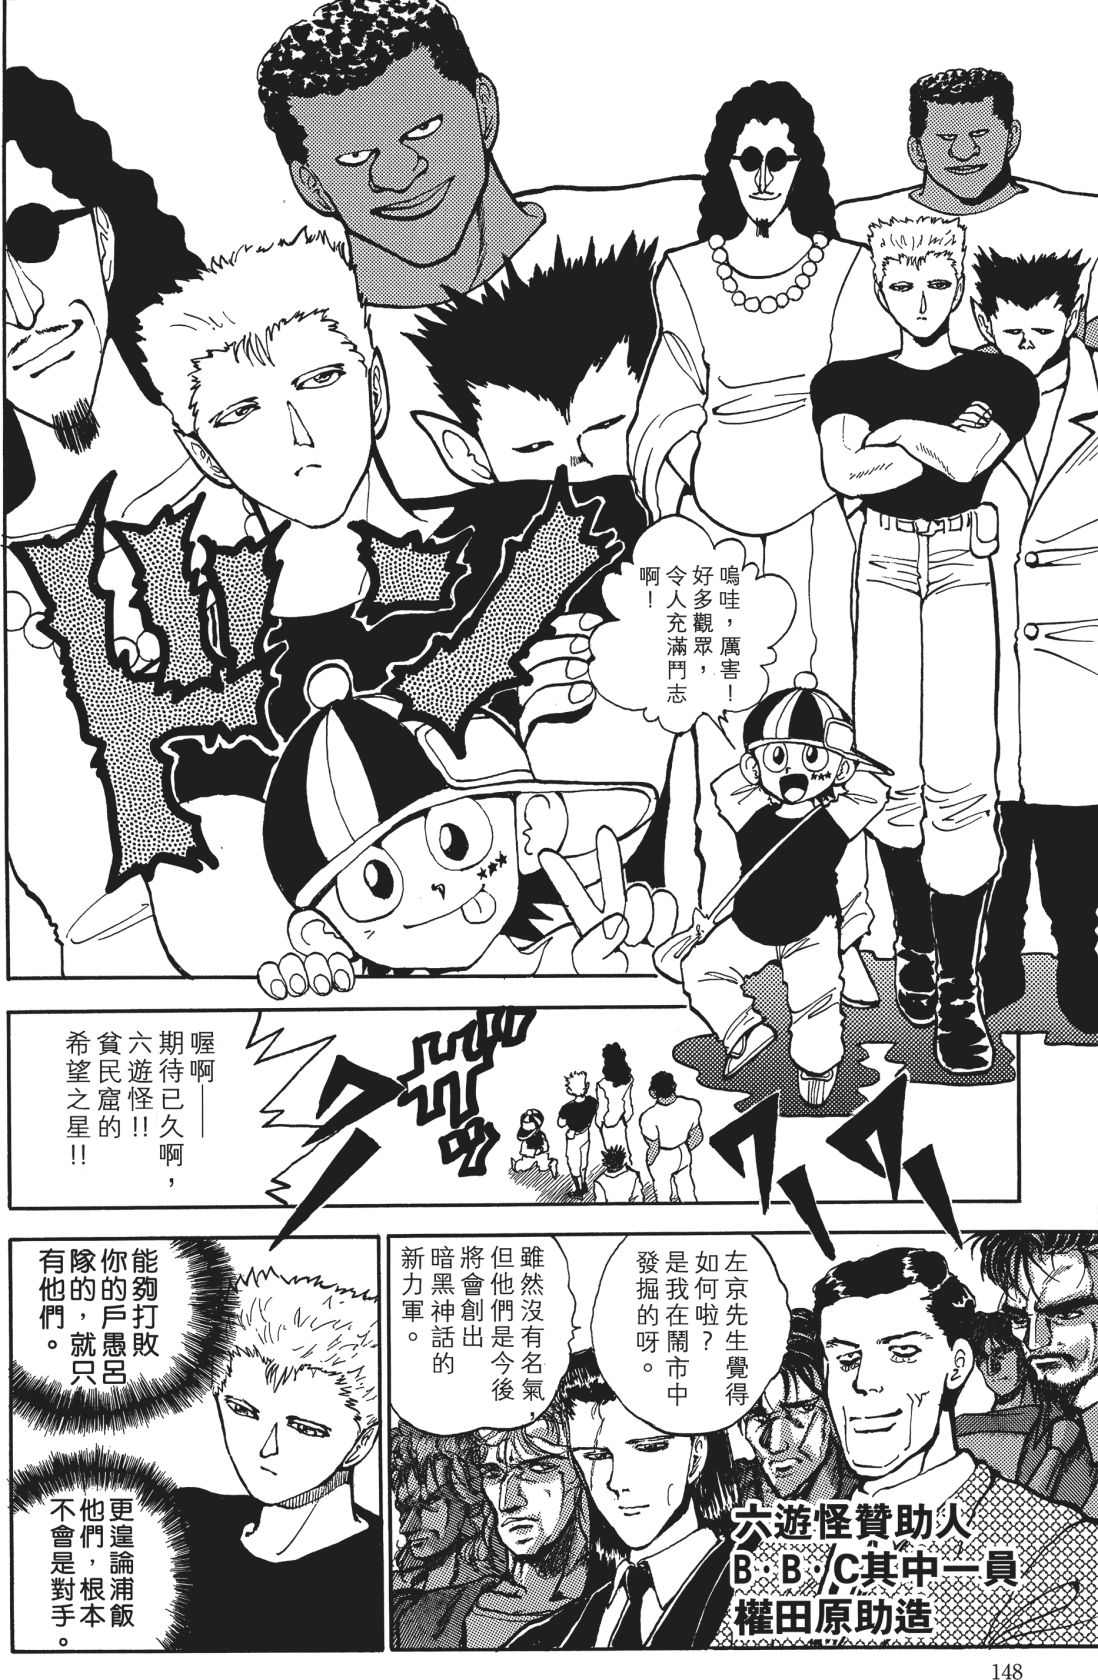 嗚哇，厲害！
好多觀眾，
令人充滿鬥志
啊！
喔啊——
期待已久啊，
六遊怪!!
貧民窟的
希望之星!!
左京先生覺得
如何啦？
是我在鬧市中
發掘的呀。
雖然沒有名氣，
但他們是今後
將會創出
暗黑神話的
新力軍。
六遊怪贊助人
B·B·C其中一員
權田原助造
能夠打敗
你的戶愚呂
隊的，就只
有他們。
更遑論浦飯
他們，根本
不會是對手。
148